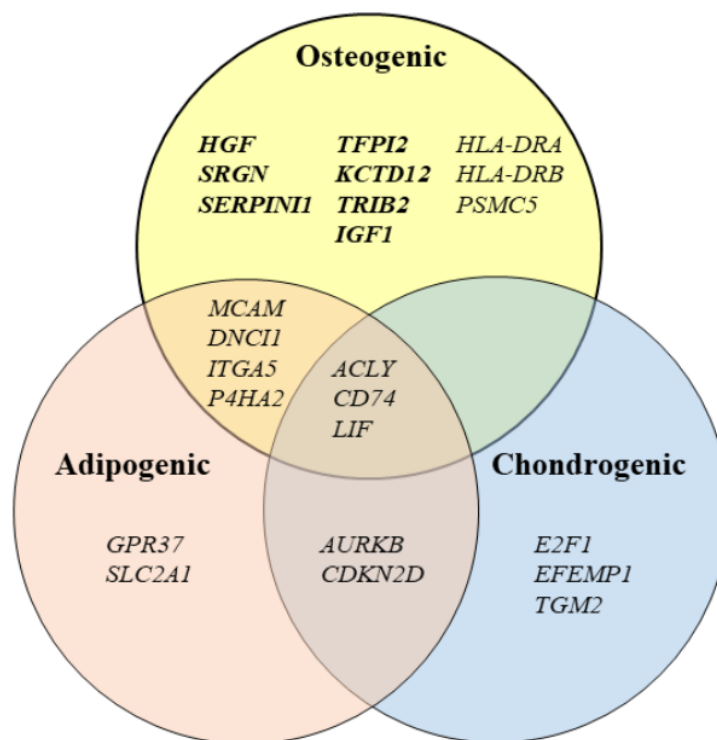 Osteogenic
HGF TFPI2 HLA-DRA
SRGN KCTD12 HLA-DRB
SERPINI1 TRIB2 PSMC5
IGF1
MCAM
DNCI1
ITGA5
P4HA2
ACLY
CD74
LIF
Adipogenic
Chondrogenic
GPR37
SLC2A1
AURKB
CDKN2D
E2F1
EFEMP1
TGM2